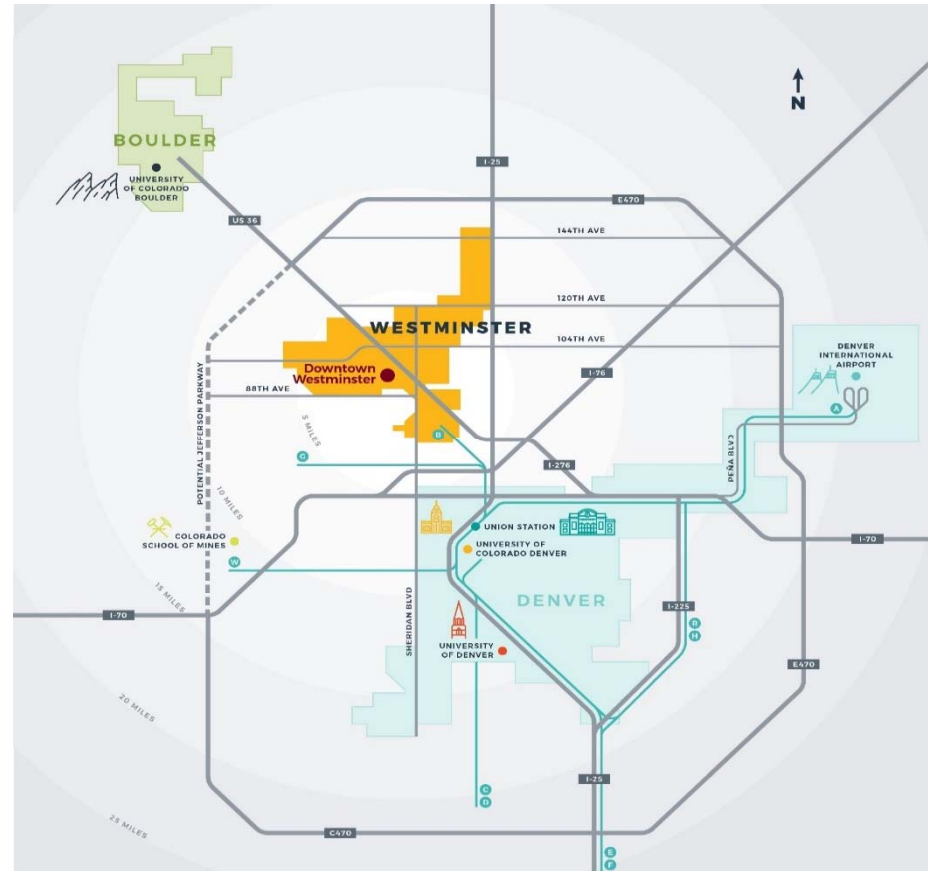 N
BOULDER
UNIVERSITY
OF COLORADO
BOULDER
I-25
E470
US 36
144TH AVE
120TH AVE
WESTMINSTER
104TH AVE
DENVER
INTERNATIONAL
AIRPORT
Downtown
Westminster
I-76
88TH AVE
A
5 MILES
B
G
PEÑA BLVD
I-276
POTENTIAL JEFFERSON PARKWAY
10 MILES
UNION STATION
COLORADO
SCHOOL OF MINES
UNIVERSITY OF
COLORADO DENVER
I-70
W
15 MILES
DENVER
I-70
I-225
SHERIDAN BLVD
R
H
UNIVERSITY
OF DENVER
E470
20 MILES
I-25
C
D
25 MILES
C470
E
F